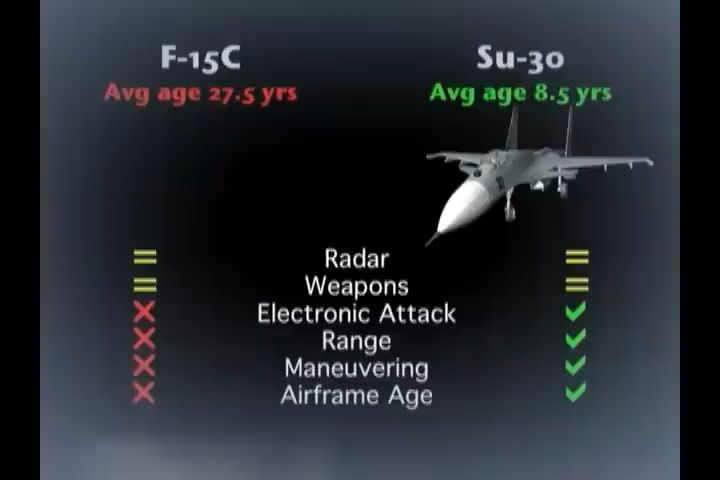 F-15C Su-30
Avg age 27.5 yrs Avg age 8.5 yrs
Radar
Weapons
Electronic Attack
Range
Maneuvering
Airframe Age